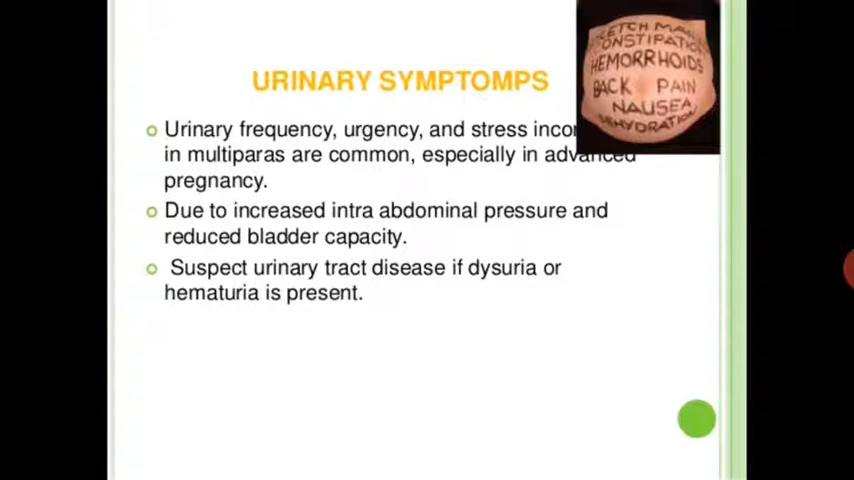 URINARY SYMPTOMPS
Urinary frequency, urgency, and stress
in multiparas are common, especially in advanced
pregnancy.
Due to increased intra abdominal pressure and
reduced bladder capacity.
Suspect urinary tract disease if dysuria or
hematuria is present.
HEMORRHOIDS
BACK PAIN
NAUSEA